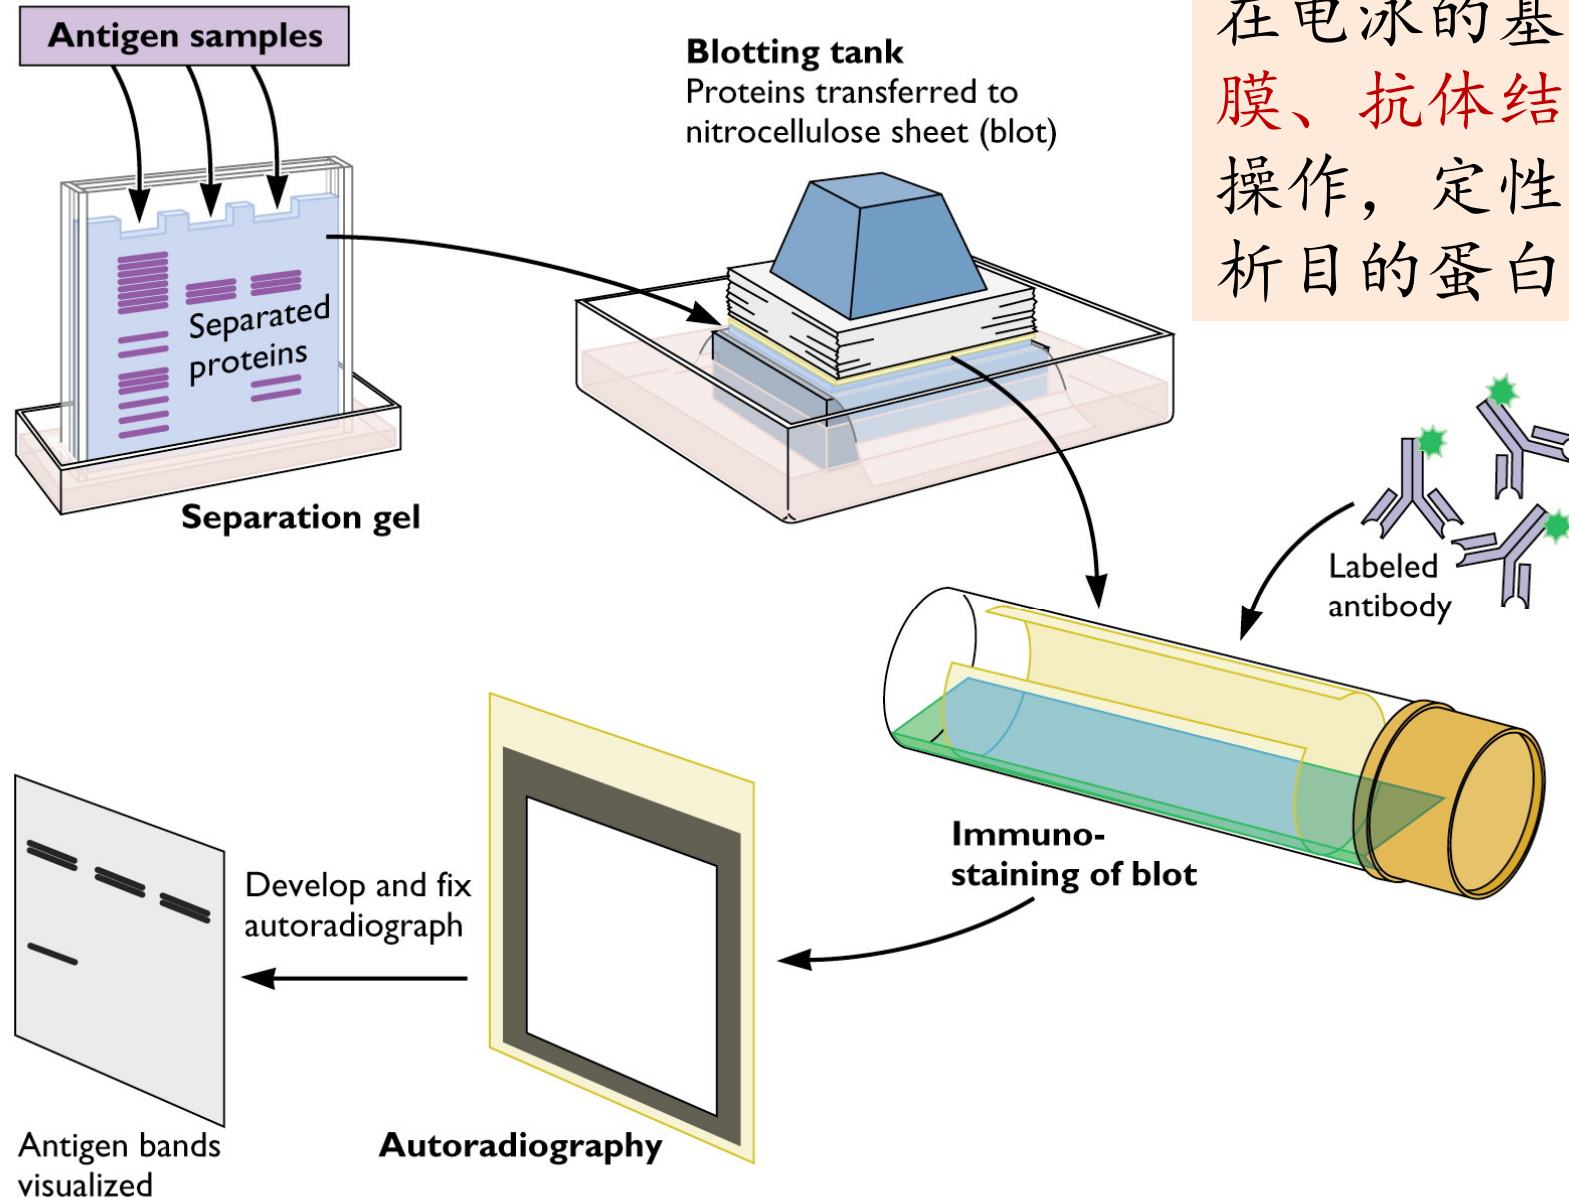 Antigen samples
Blotting tank
Proteins transferred to
nitrocellulose sheet (blot)
在电泳的基
膜、抗体结
操作，定性
析目的蛋白
Separated
proteins
Separation gel
Labeled
antibody
Immuno-
staining of blot
Develop and fix
autoradiograph
Antigen bands
visualized
Autoradiography